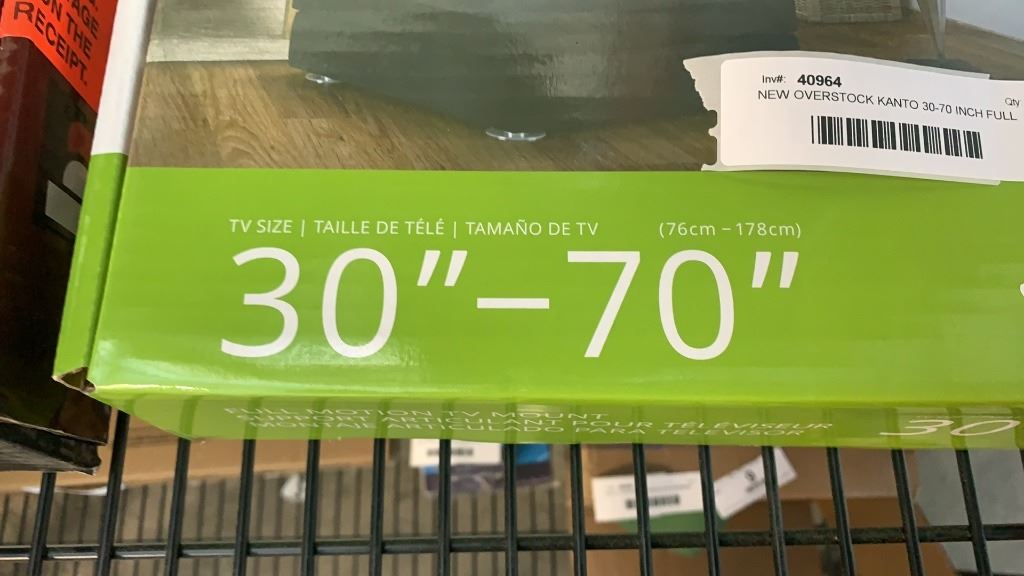 AGE
ON THE
RECEIPT.
Inv#: 40964
Qty
NEW OVERSTOCK KANTO 30-70 INCH FULL
TV SIZE | TAILLE DE TÉLÉ | TAMAÑO DE TV (76cm – 178cm)
30″–70″
FULL MOTION TV MOUNT
SUPPORT ARTICULANT POUR TÉLÉVISEUR
MONTAJE ARTICULADO PARA TELEVISOR
30